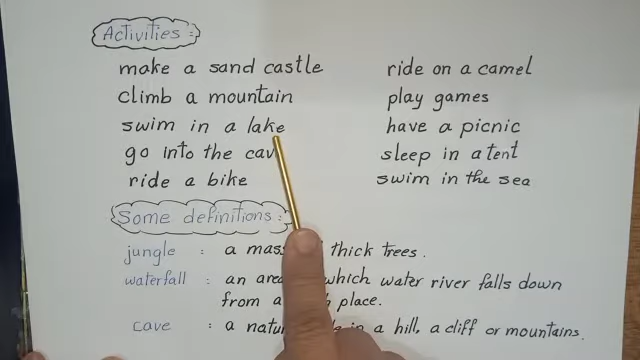 Activities :
make a sand castle
climb a mountain
swim in a lake
go into the
ride a bike
ride on a camel
play games
have a picnic
sleep in a tent
swim in the sea
Some definitions :
jungle : a mass thick trees .
waterfall : an area which water river falls down
from a place .
cave : a in a hill , a cliff or mountains .